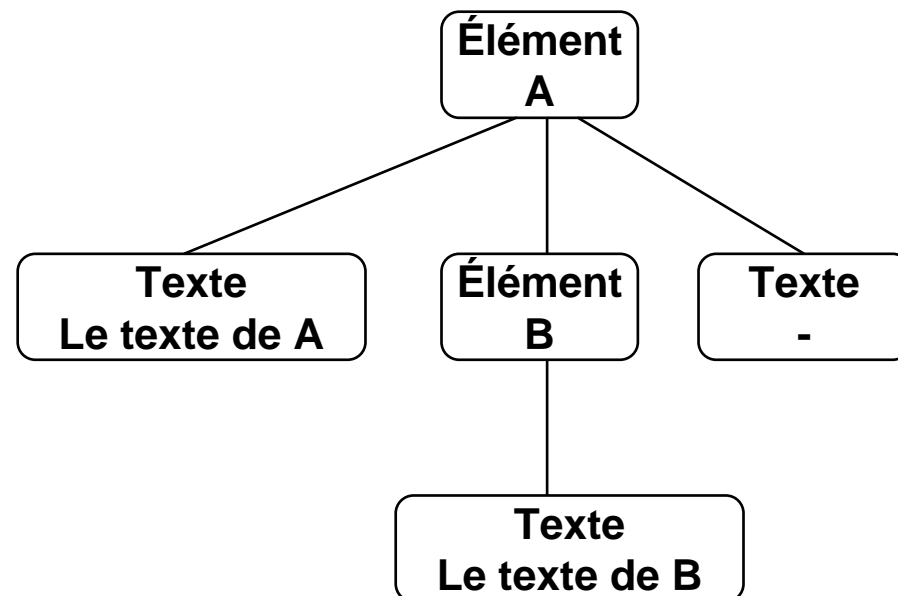 Élément
A
Texte
Le texte de A
Élément
B
Texte
-
Texte
Le texte de B